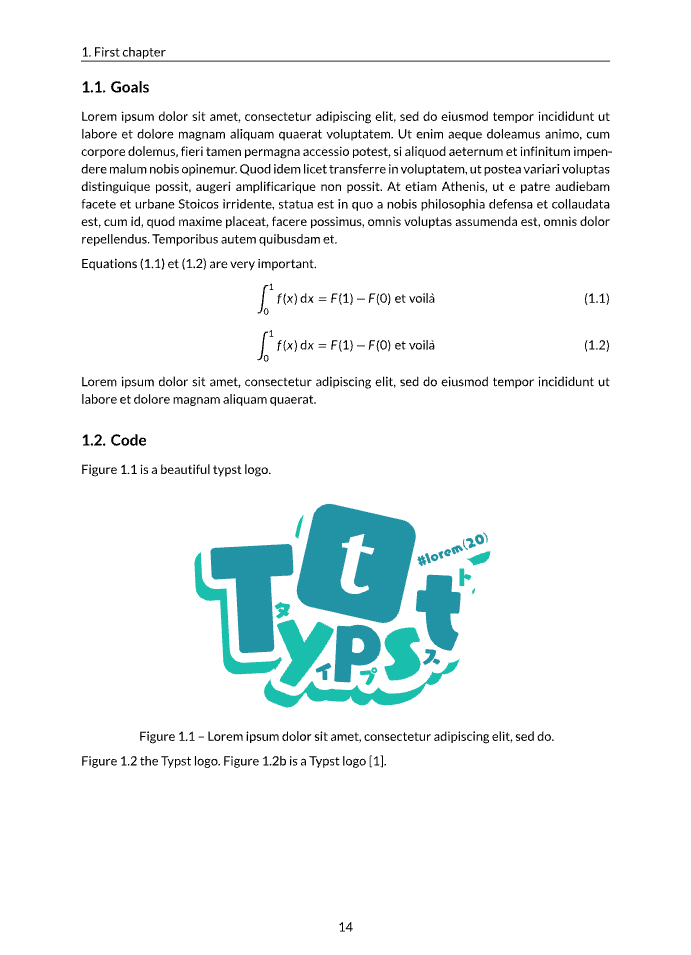 1. First chapter
1.1. Goals
Lorem ipsum dolor sit amet, consectetur adipiscing elit, sed do eiusmod tempor incididunt ut
labore et dolore magnam aliquam quaerat voluptatem. Ut enim aeque doleamus animo, cum
corpore dolemus, fieri tamen permagna accessio potest, si aliquod aeternum et infinitum impen-
dere malum nobis opinemur. Quod idem licet transferre in voluptatem, ut postea variari voluptas
distinguique possit, augeri amplificarique non possit. At etiam Athenis, ut e patre audiebam
facete et urbane Stoicos irridente, statua est in quo a nobis philosophia defensa et collaudata
est, cum id, quod maxime placeat, facere possimus, omnis voluptas assumenda est, omnis dolor
repellendus. Temporibus autem quibusdam et.
Equations (1.1) et (1.2) are very important.
∫₀¹ f(x) dx = F(1) − F(0) et voilà (1.1)
∫₀¹ f(x) dx = F(1) − F(0) et voilà (1.2)
Lorem ipsum dolor sit amet, consectetur adipiscing elit, sed do eiusmod tempor incididunt ut
labore et dolore magnam aliquam quaerat.
1.2. Code
Figure 1.1 is a beautiful typst logo.
t
#lorem(20)
T t
タイプスト
ypst
Figure 1.1 – Lorem ipsum dolor sit amet, consectetur adipiscing elit, sed do.
Figure 1.2 the Typst logo. Figure 1.2b is a Typst logo [1].
14